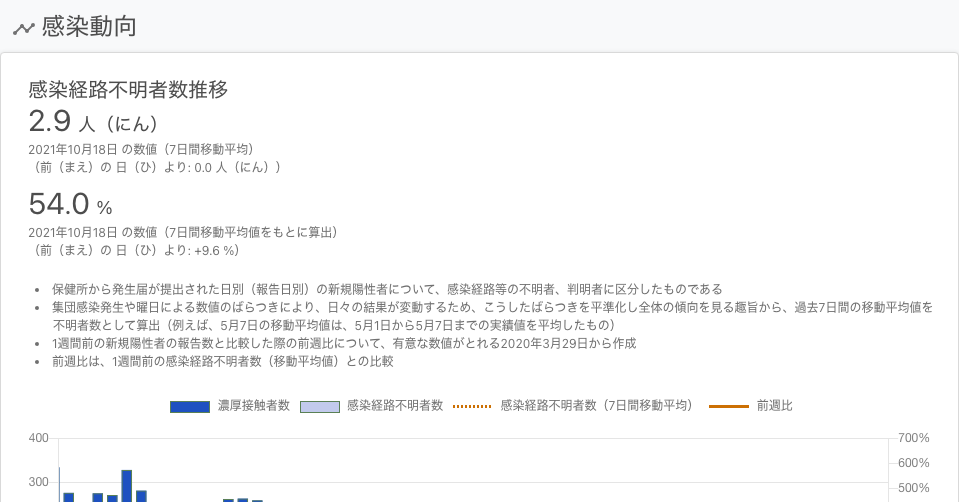 感染動向
感染経路不明者数推移
2.9 人（にん）
2021年10月18日 の数値（7日間移動平均）
（前（まえ）の 日（ひ）より: 0.0 人（にん））
54.0 %
2021年10月18日 の数値（7日間移動平均値をもとに算出）
（前（まえ）の 日（ひ）より: +9.6 %）
• 保健所から発生届が提出された日別（報告日別）の新規陽性者について、感染経路等の不明者、判明者に区分したものである
• 集団感染発生や曜日による数値のばらつきにより、日々の結果が変動するため、こうしたばらつきを平準化し全体の傾向を見る趣旨から、過去7日間の移動平均値を
不明者数として算出（例えば、5月7日の移動平均値は、5月1日から5月7日までの実績値を平均したもの）
• 1週間前の新規陽性者の報告数と比較した際の前週比について、有意な数値がとれる2020年3月29日から作成
• 前週比は、1週間前の感染経路不明者数（移動平均値）との比較
濃厚接触者数 感染経路不明者数 感染経路不明者数（7日間移動平均） 前週比
400 700%
600%
300 500%